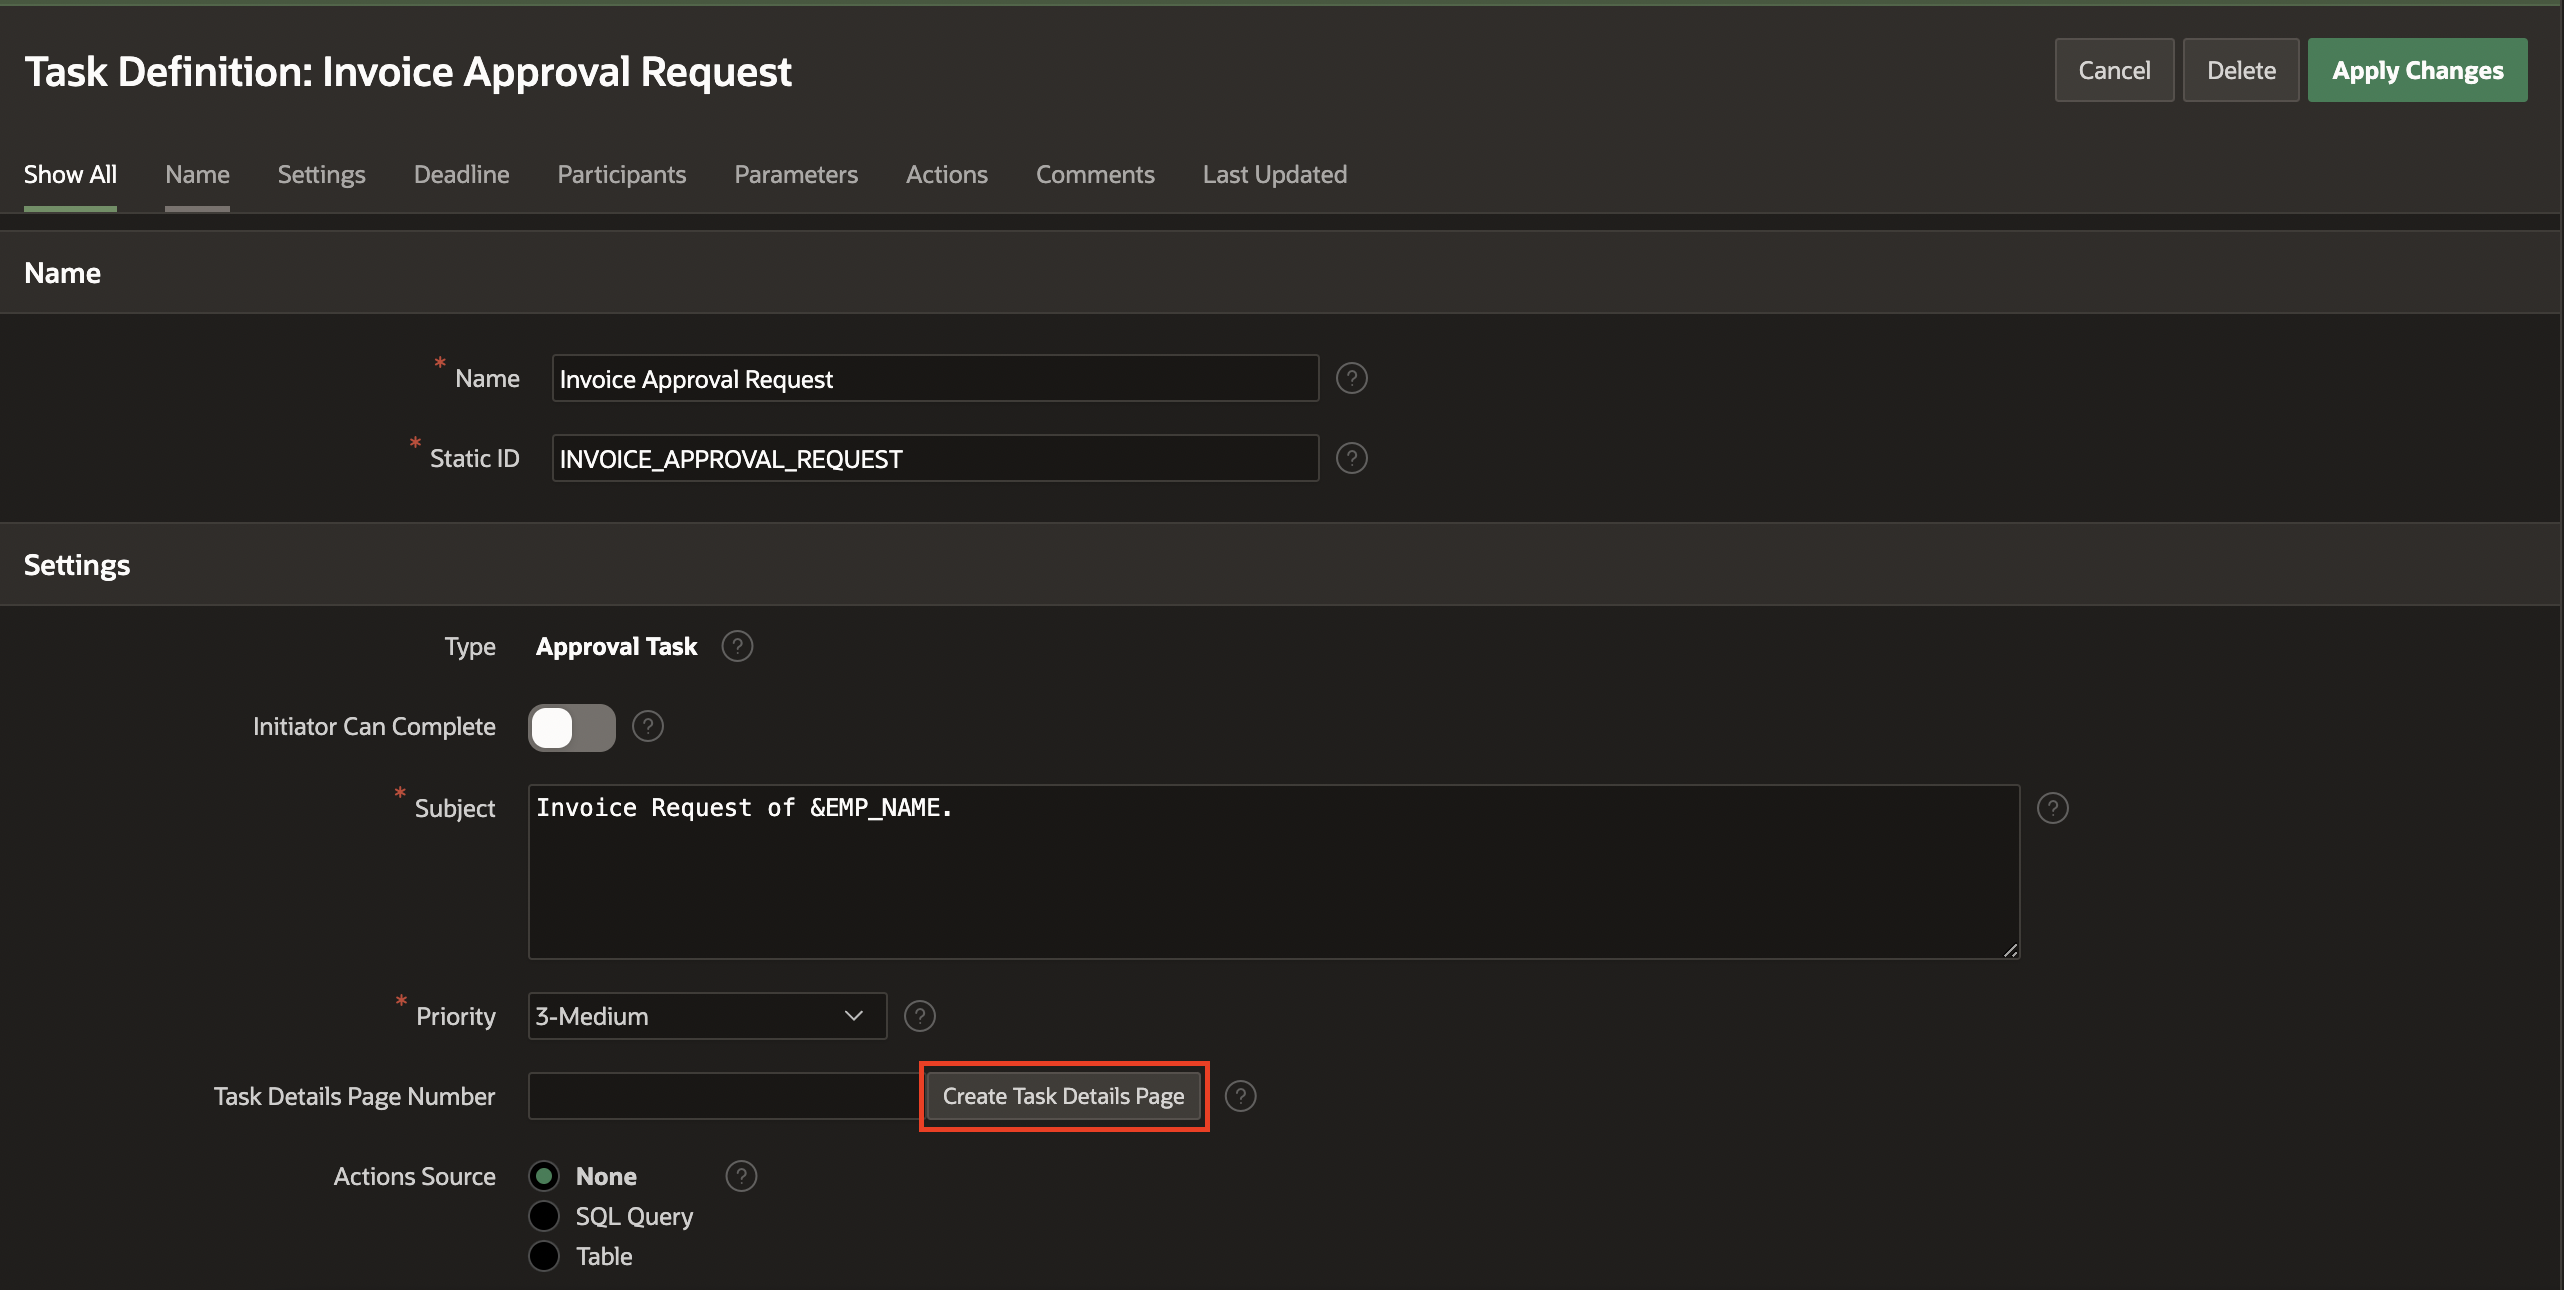 Task Definition: Invoice Approval Request
Cancel
Delete
Apply Changes
Show All
Name
Settings
Deadline
Participants
Parameters
Actions
Comments
Last Updated
Name
* Name
Invoice Approval Request
?
* Static ID
INVOICE_APPROVAL_REQUEST
?
Settings
Type
Approval Task
?
Initiator Can Complete
?
* Subject
Invoice Request of &EMP_NAME.
?
* Priority
3-Medium
?
Task Details Page Number
Create Task Details Page
?
Actions Source
None
?
SQL Query
Table